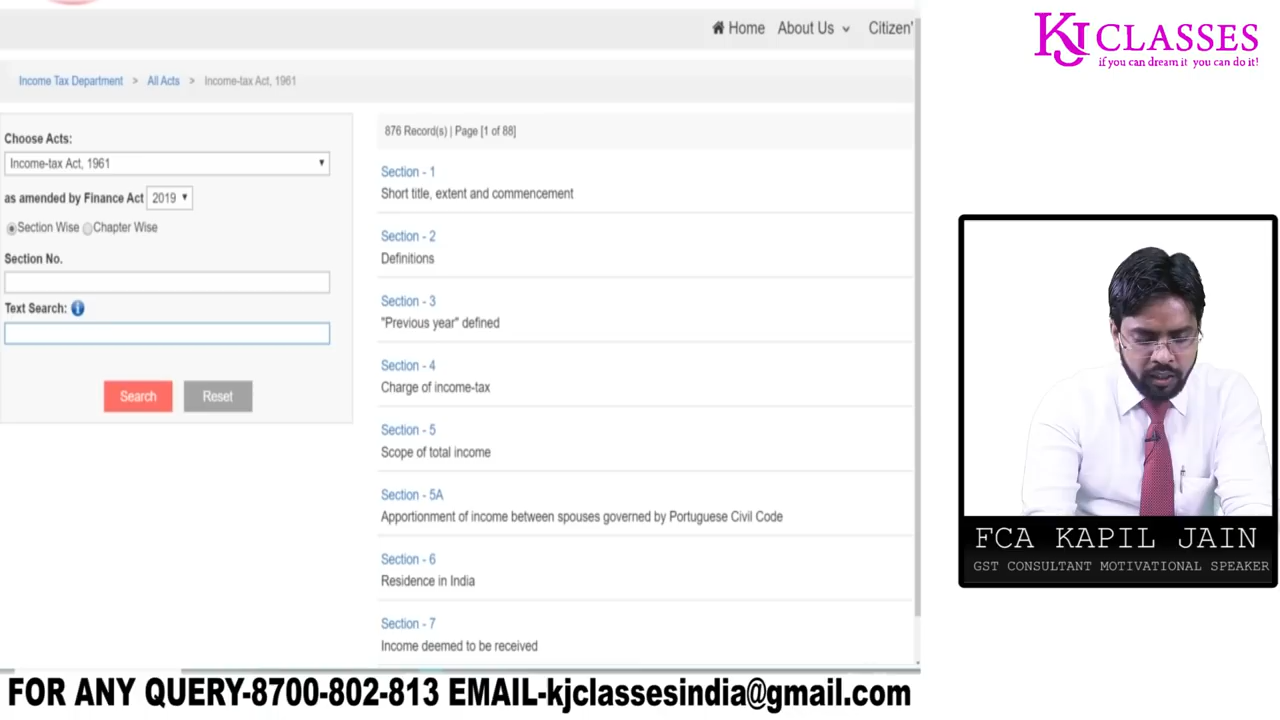 Home About Us Citizen'
KJ CLASSES
if you can dream it you can do it!
Income Tax Department > All Acts > Income-tax Act, 1961
Choose Acts:
Income-tax Act, 1961
as amended by Finance Act 2019
Section Wise Chapter Wise
Section No.
Text Search:
Search Reset
876 Record(s) | Page [1 of 88]
Section - 1
Short title, extent and commencement
Section - 2
Definitions
Section - 3
"Previous year" defined
Section - 4
Charge of income-tax
Section - 5
Scope of total income
Section - 5A
Apportionment of income between spouses governed by Portuguese Civil Code
Section - 6
Residence in India
Section - 7
Income deemed to be received
FCA KAPIL JAIN
GST CONSULTANT MOTIVATIONAL SPEAKER
FOR ANY QUERY-8700-802-813 EMAIL-kjclassesindia@gmail.com